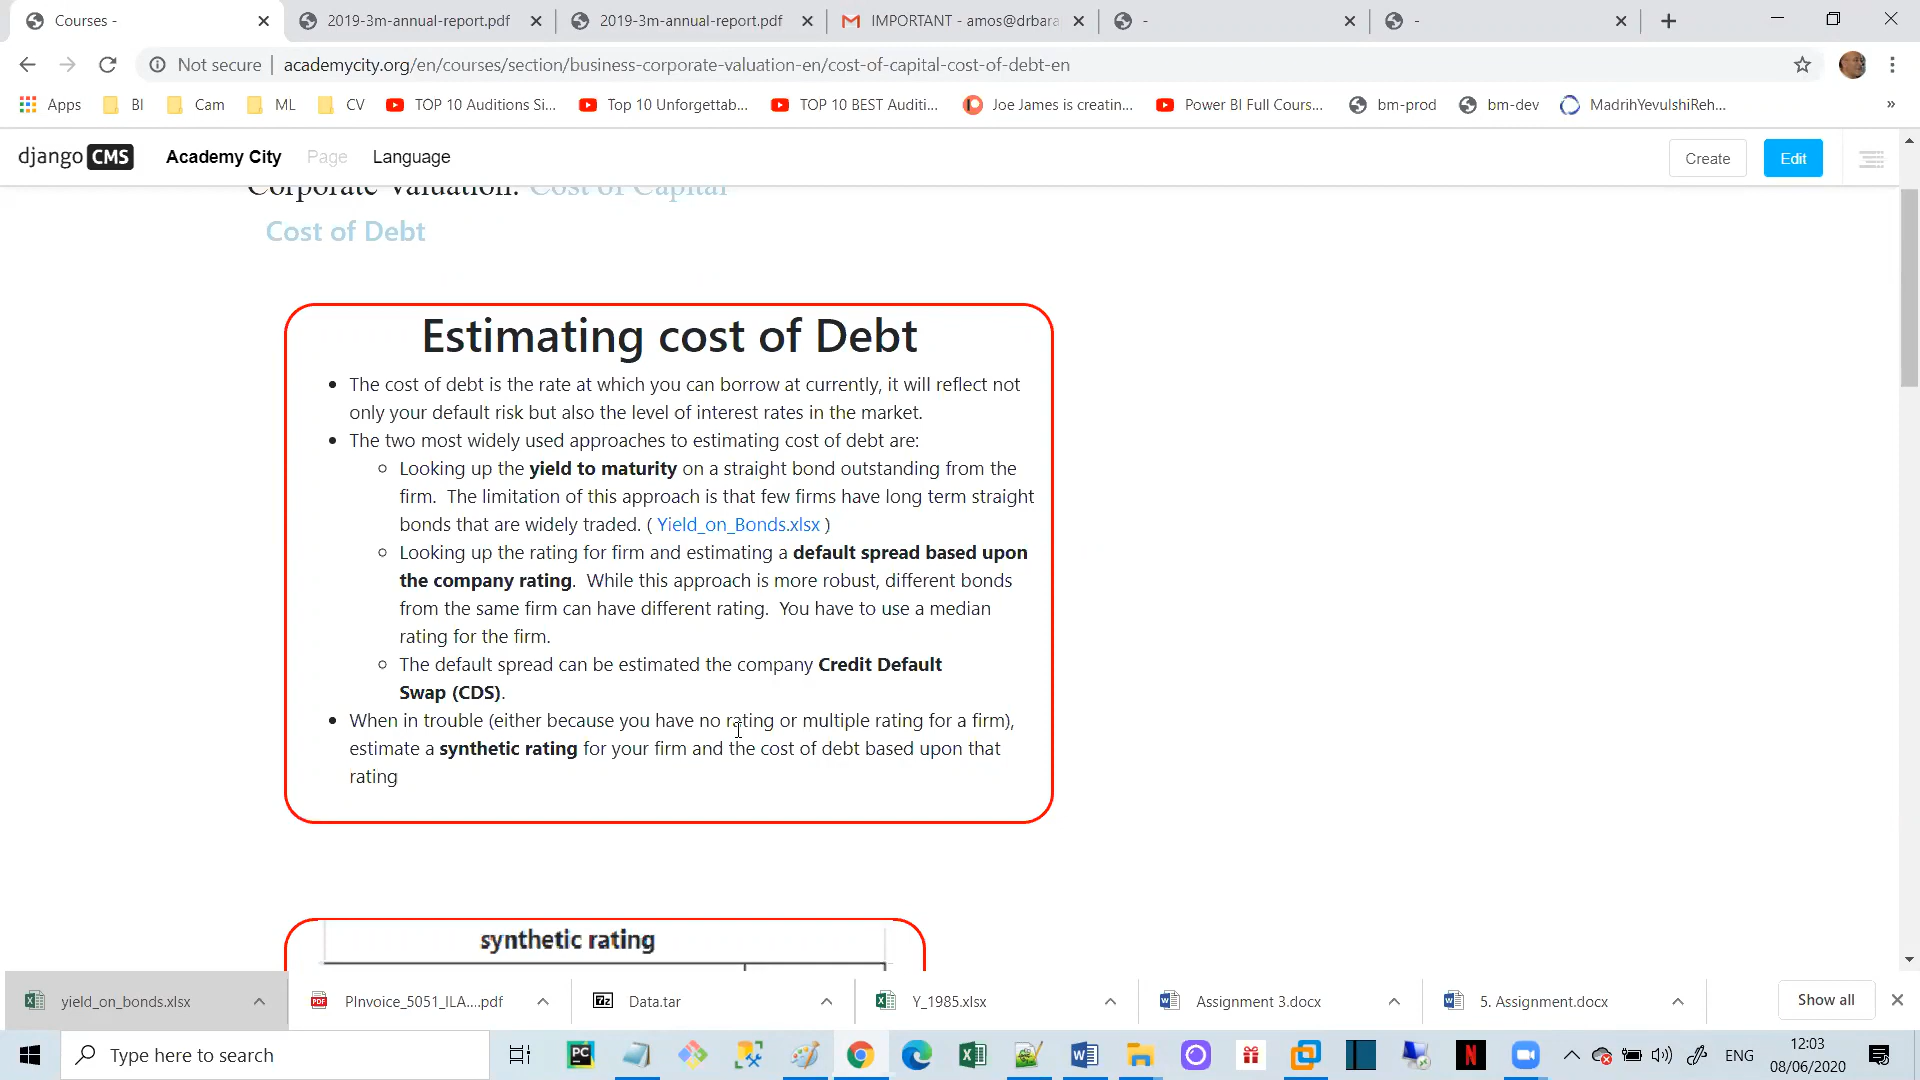 Courses -
2019-3m-annual-report.pdf
2019-3m-annual-report.pdf
IMPORTANT - amos@drbara
-
-
Not secure | academycity.org/en/courses/section/business-corporate-valuation-en/cost-of-capital-cost-of-debt-en
Apps
BI
Cam
ML
CV
TOP 10 Auditions Si...
Top 10 Unforgettab...
TOP 10 BEST Auditi...
Joe James is creatin...
Power BI Full Cours...
bm-prod
bm-dev
MadrihYevulshiReh...
»
django CMS
Academy City
Page
Language
Create
Edit
Corporate Valuation: Cost of Capital
Cost of Debt
Estimating cost of Debt
• The cost of debt is the rate at which you can borrow at currently, it will reflect not
only your default risk but also the level of interest rates in the market.
• The two most widely used approaches to estimating cost of debt are:
○ Looking up the yield to maturity on a straight bond outstanding from the
firm.  The limitation of this approach is that few firms have long term straight
bonds that are widely traded. ( Yield_on_Bonds.xlsx )
○ Looking up the rating for firm and estimating a default spread based upon
the company rating.  While this approach is more robust, different bonds
from the same firm can have different rating.  You have to use a median
rating for the firm.
○ The default spread can be estimated the company Credit Default
Swap (CDS).
• When in trouble (either because you have no rating or multiple rating for a firm),
estimate a synthetic rating for your firm and the cost of debt based upon that
rating
synthetic rating
yield_on_bonds.xlsx
PInvoice_5051_ILA....pdf
Data.tar
Y_1985.xlsx
Assignment 3.docx
5. Assignment.docx
Show all
Type here to search
ENG
12:03
08/06/2020